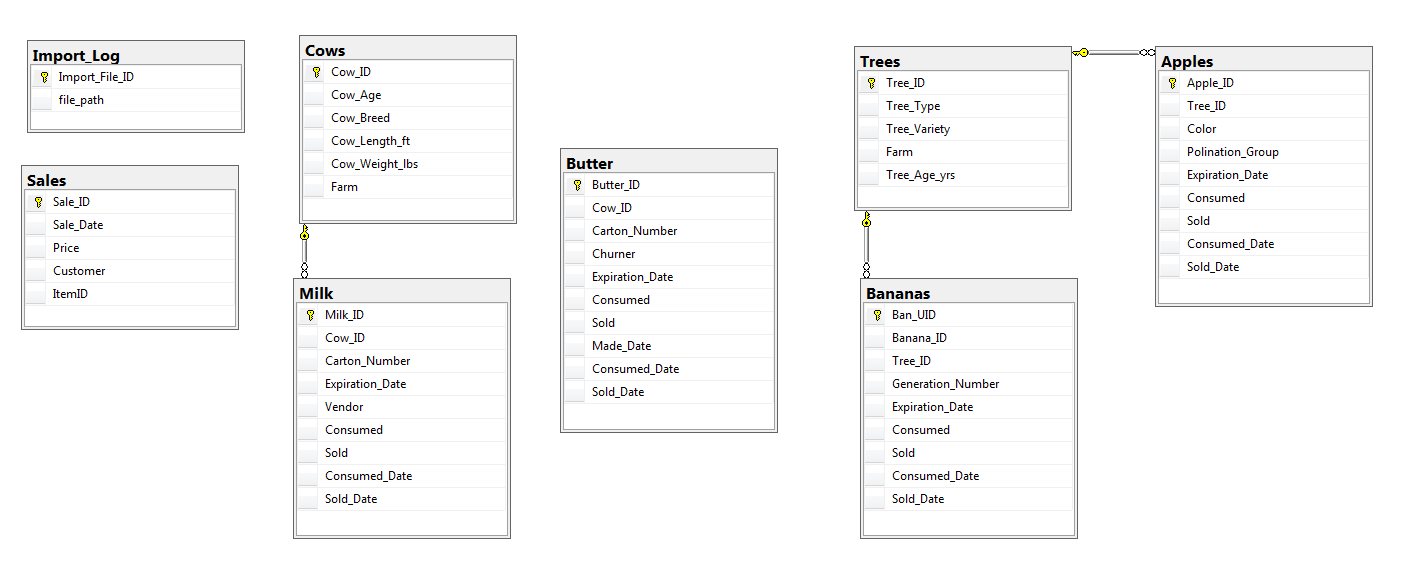 Import_Log
Import_File_ID
file_path
Sales
Sale_ID
Sale_Date
Price
Customer
ItemID
Cows
Cow_ID
Cow_Age
Cow_Breed
Cow_Length_ft
Cow_Weight_lbs
Farm
Milk
Milk_ID
Cow_ID
Carton_Number
Expiration_Date
Vendor
Consumed
Sold
Consumed_Date
Sold_Date
Butter
Butter_ID
Cow_ID
Carton_Number
Churner
Expiration_Date
Consumed
Sold
Made_Date
Consumed_Date
Sold_Date
Trees
Tree_ID
Tree_Type
Tree_Variety
Farm
Tree_Age_yrs
Bananas
Ban_UID
Banana_ID
Tree_ID
Generation_Number
Expiration_Date
Consumed
Sold
Consumed_Date
Sold_Date
Apples
Apple_ID
Tree_ID
Color
Polination_Group
Expiration_Date
Consumed
Sold
Consumed_Date
Sold_Date